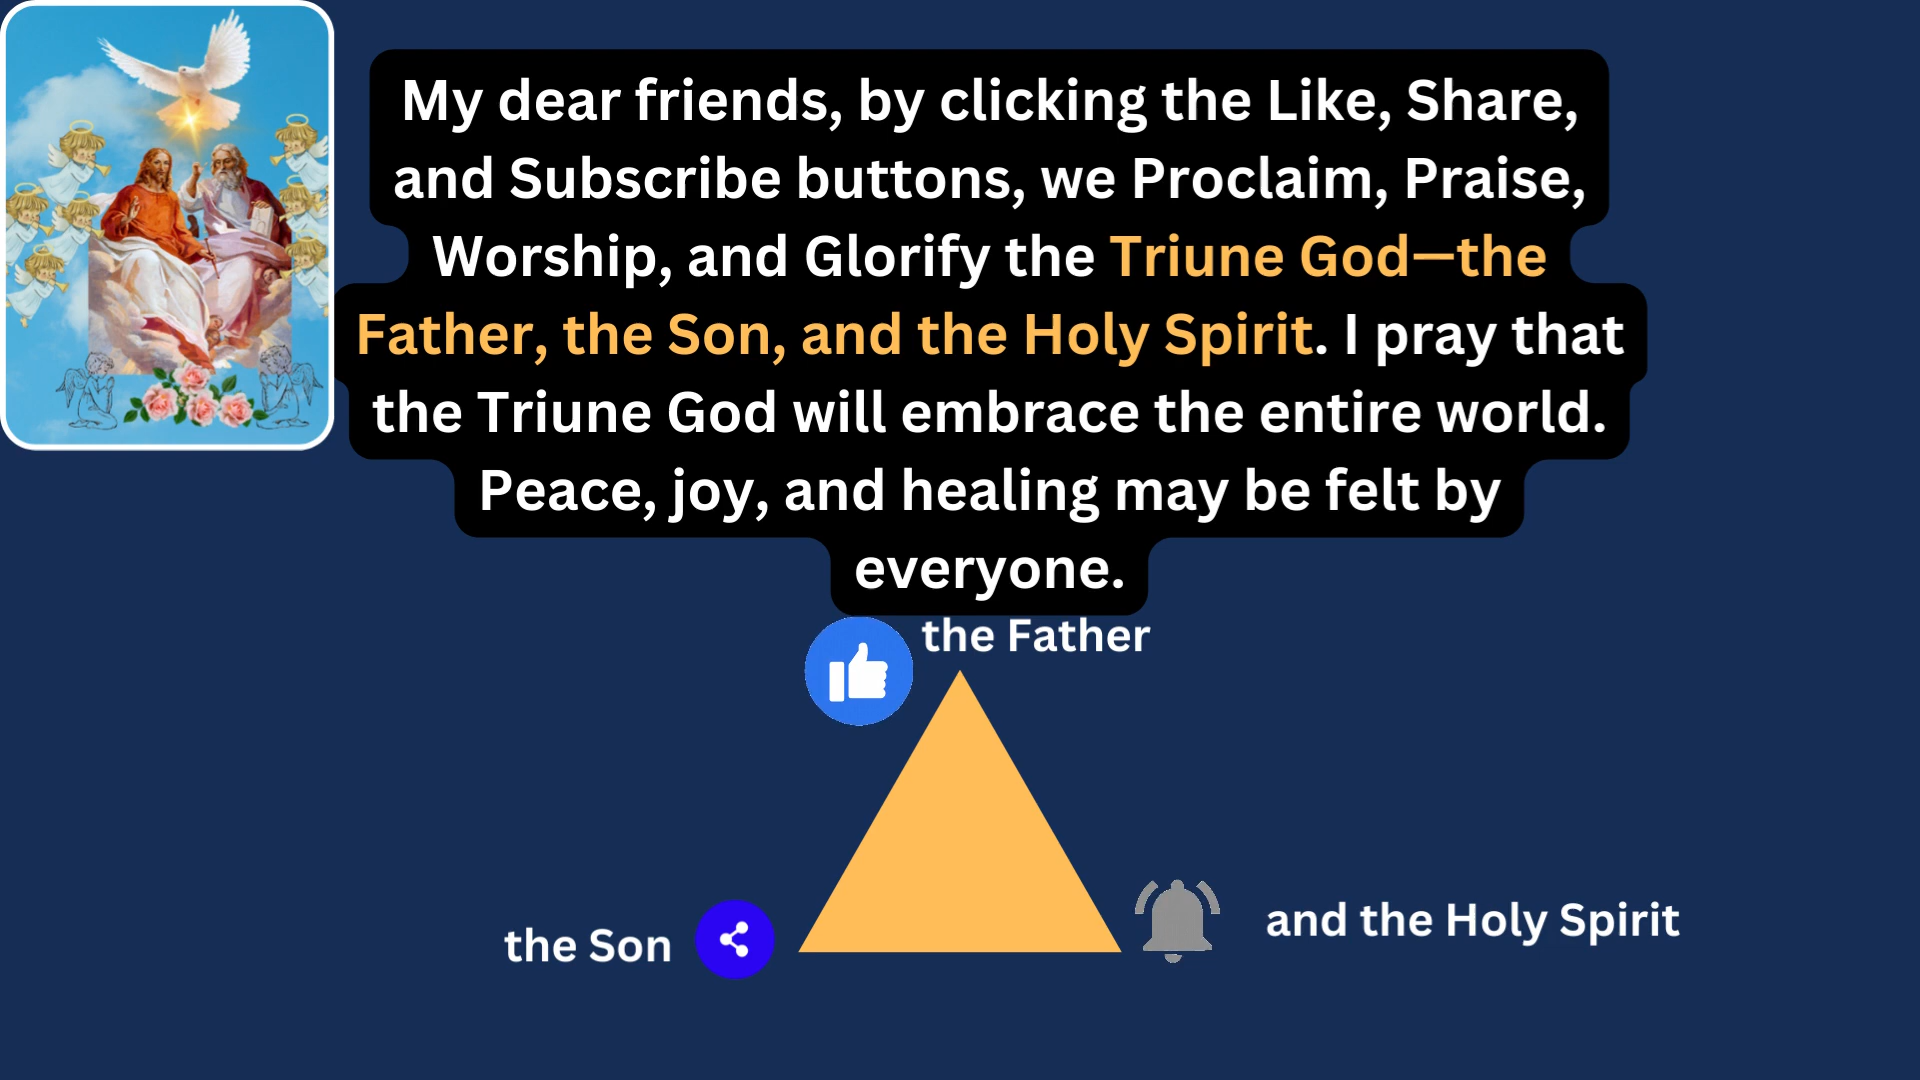 My dear friends, by clicking the Like, Share,
and Subscribe buttons, we Proclaim, Praise,
Worship, and Glorify the Triune God—the
Father, the Son, and the Holy Spirit. I pray that
the Triune God will embrace the entire world.
Peace, joy, and healing may be felt by
everyone.
the Father
the Son
and the Holy Spirit